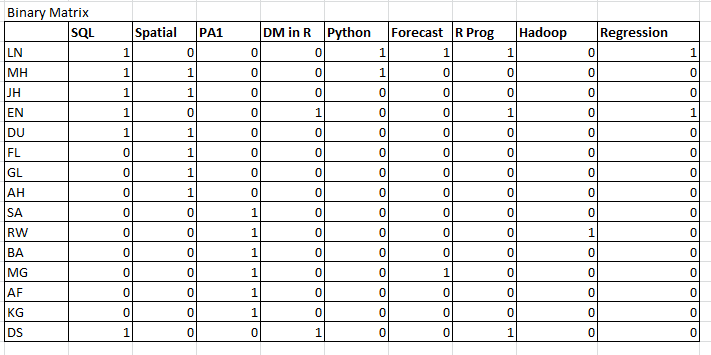 Binary Matrix
SQL Spatial PA1 DM in R Python Forecast R Prog Hadoop Regression
LN 1 0 0 0 1 1 1 0 1
MH 1 1 0 0 1 0 0 0 0
JH 1 1 0 0 0 0 0 0 0
EN 1 0 0 1 0 0 1 0 1
DU 1 1 0 0 0 0 0 0 0
FL 0 1 0 0 0 0 0 0 0
GL 0 1 0 0 0 0 0 0 0
AH 0 1 0 0 0 0 0 0 0
SA 0 0 1 0 0 0 0 0 0
RW 0 0 1 0 0 0 0 1 0
BA 0 0 1 0 0 0 0 0 0
MG 0 0 1 0 0 1 0 0 0
AF 0 0 1 0 0 0 0 0 0
KG 0 0 1 0 0 0 0 0 0
DS 1 0 0 1 0 0 1 0 0